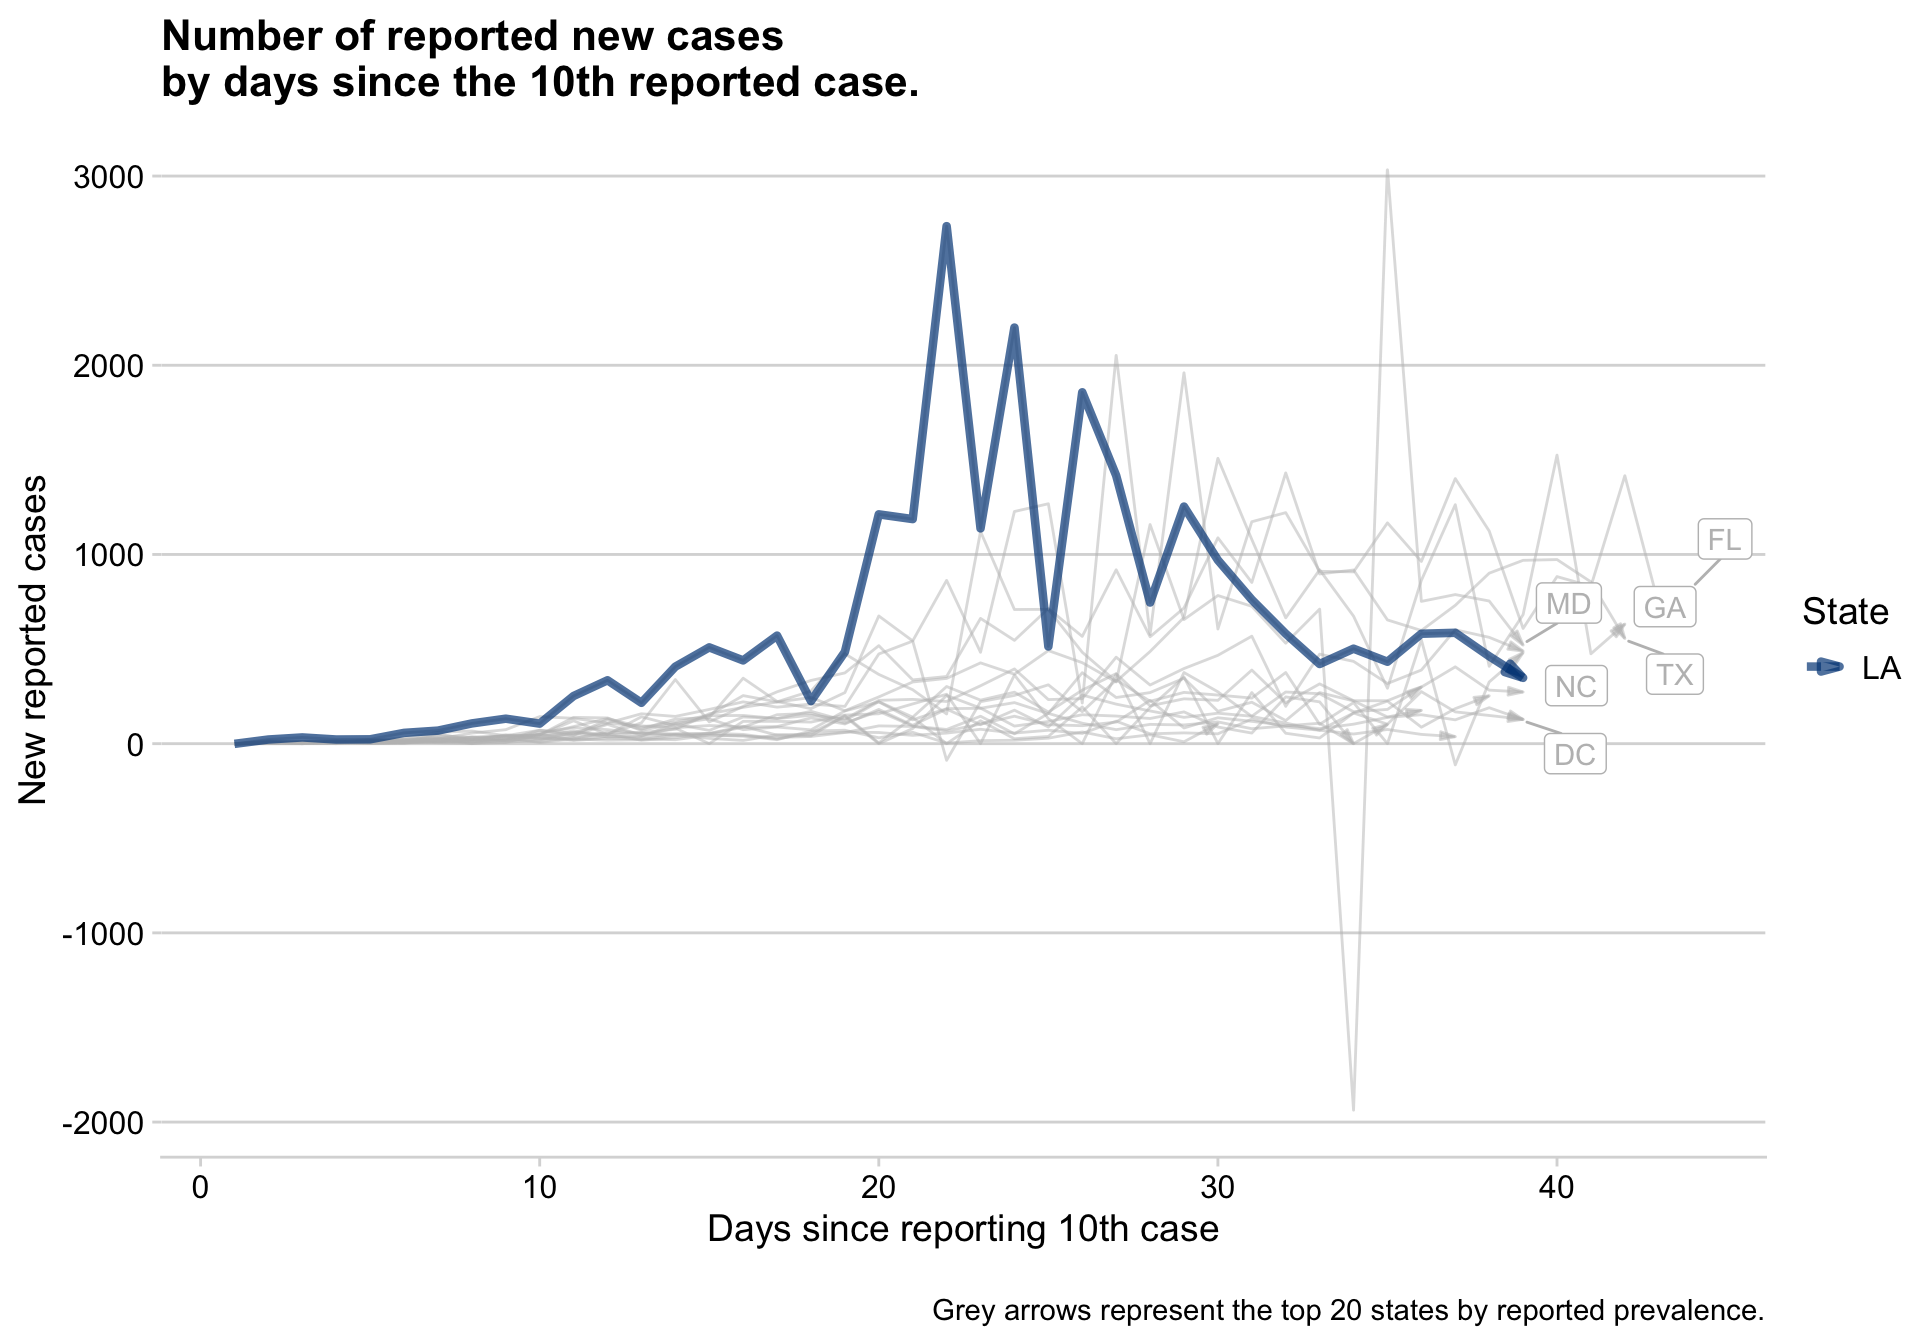 Number of reported new cases
by days since the 10th reported case.
New reported cases
3000
2000
1000
0
-1000
-2000
0
10
20
30
40
Days since reporting 10th case
FL
MD
GA
TX
NC
DC
State
LA
Grey arrows represent the top 20 states by reported prevalence.